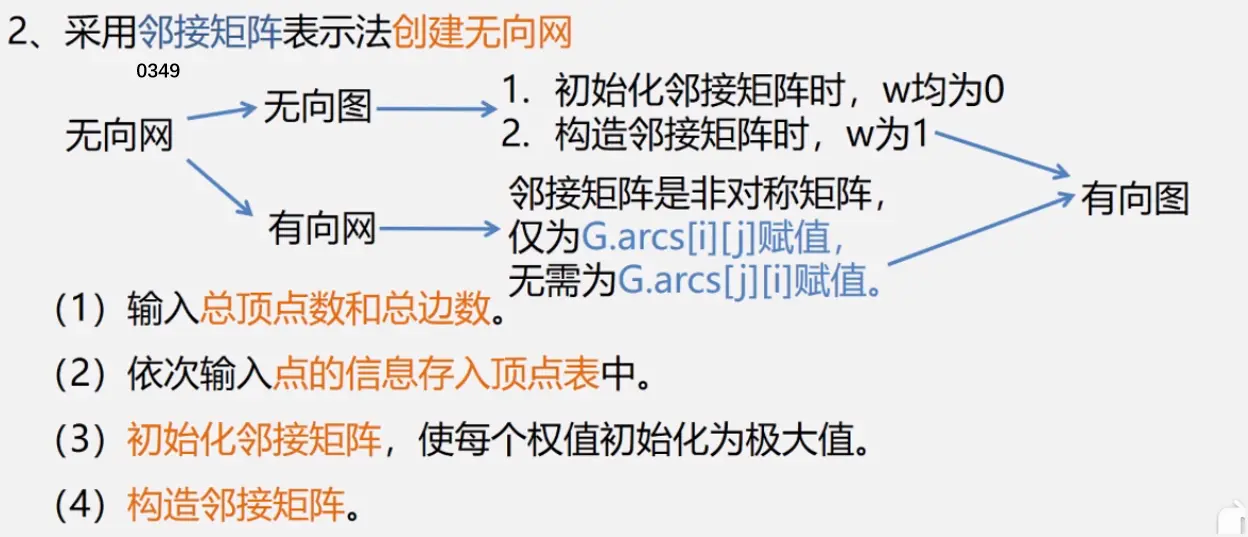 2、采用邻接矩阵表示法创建无向网
0349
无向网
无向图
1. 初始化邻接矩阵时，w均为0
2. 构造邻接矩阵时，w为1
有向网
邻接矩阵是非对称矩阵，
仅为G.arcs[i][j]赋值，
无需为G.arcs[j][i]赋值。
有向图
（1）输入总顶点数和总边数。
（2）依次输入点的信息存入顶点表中。
（3）初始化邻接矩阵，使每个权值初始化为极大值。
（4）构造邻接矩阵。